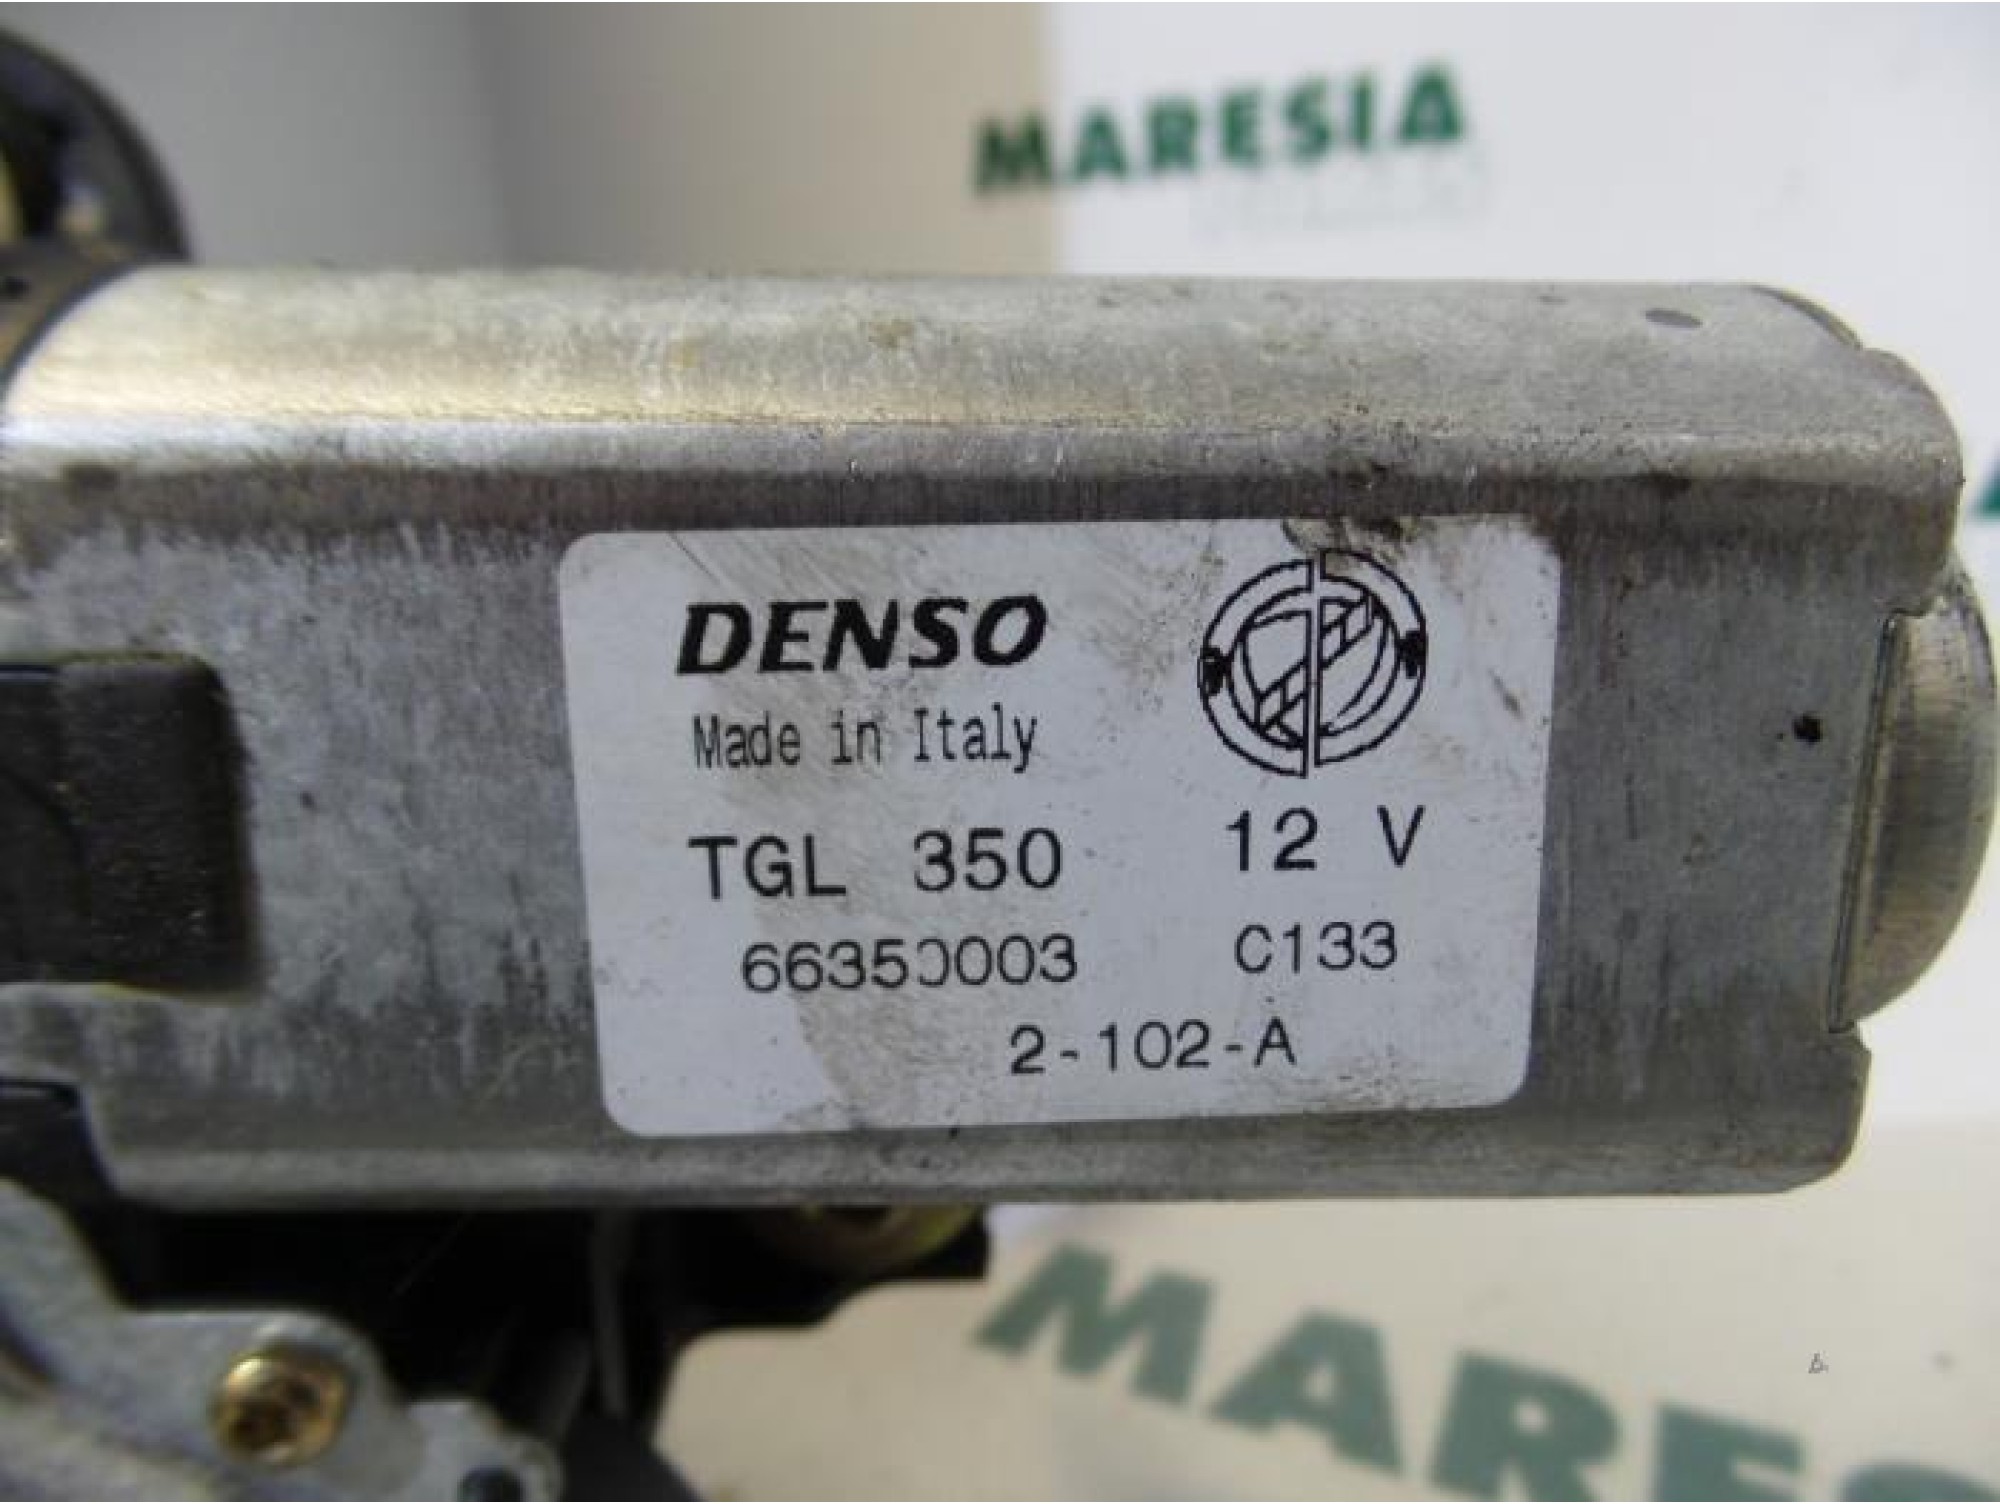 MARESIA
DENSO
Made in Italy
TGL 350 12 V
66350003 C133
2-102-A
MARES